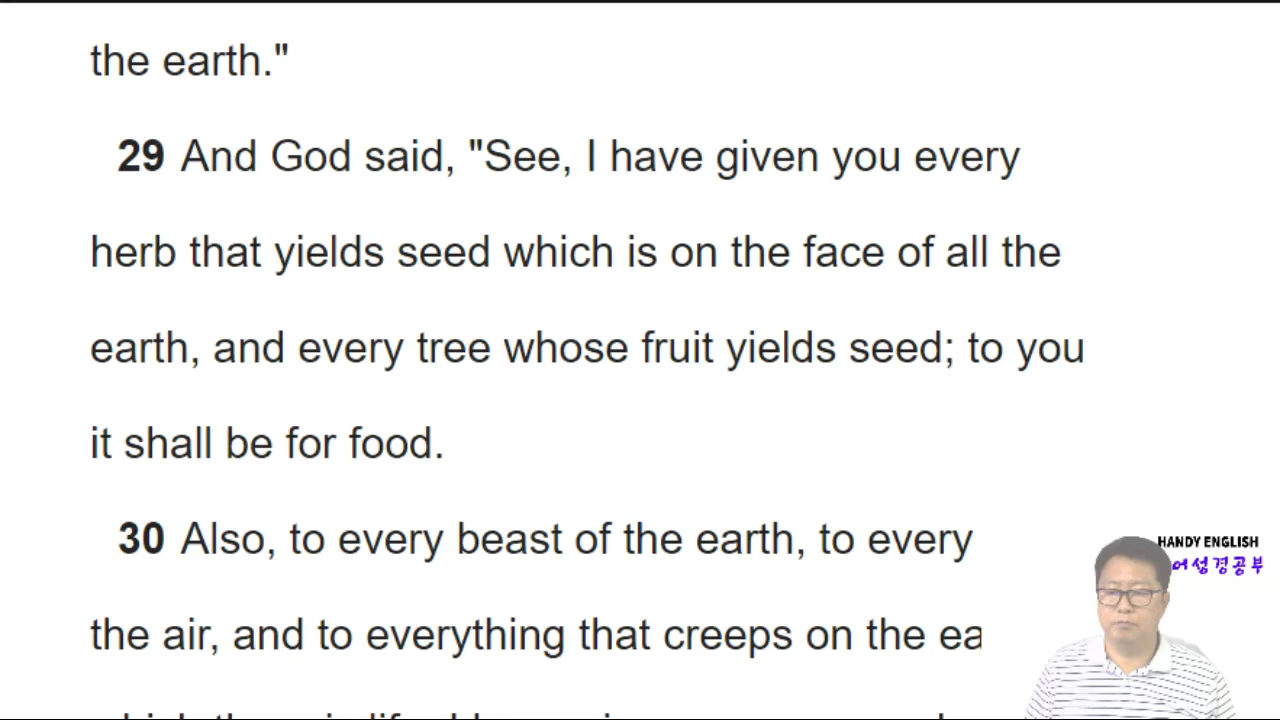 the earth."
29 And God said, "See, I have given you every
herb that yields seed which is on the face of all the
earth, and every tree whose fruit yields seed; to you
it shall be for food.
30 Also, to every beast of the earth, to every
the air, and to everything that creeps on the ea
HANDY ENGLISH
어성경공부